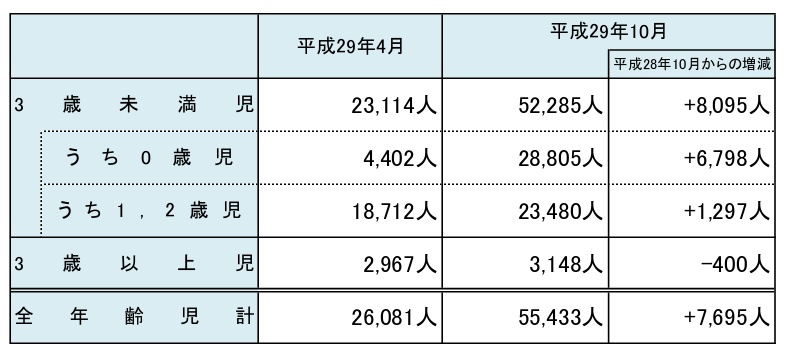 平成29年4月 平成29年10月
平成28年10月からの増減
3歳未満児 23,114人 52,285人 +8,095人
うち0歳児 4,402人 28,805人 +6,798人
うち1,2歳児 18,712人 23,480人 +1,297人
3歳以上児 2,967人 3,148人 −400人
全年齢児計 26,081人 55,433人 +7,695人